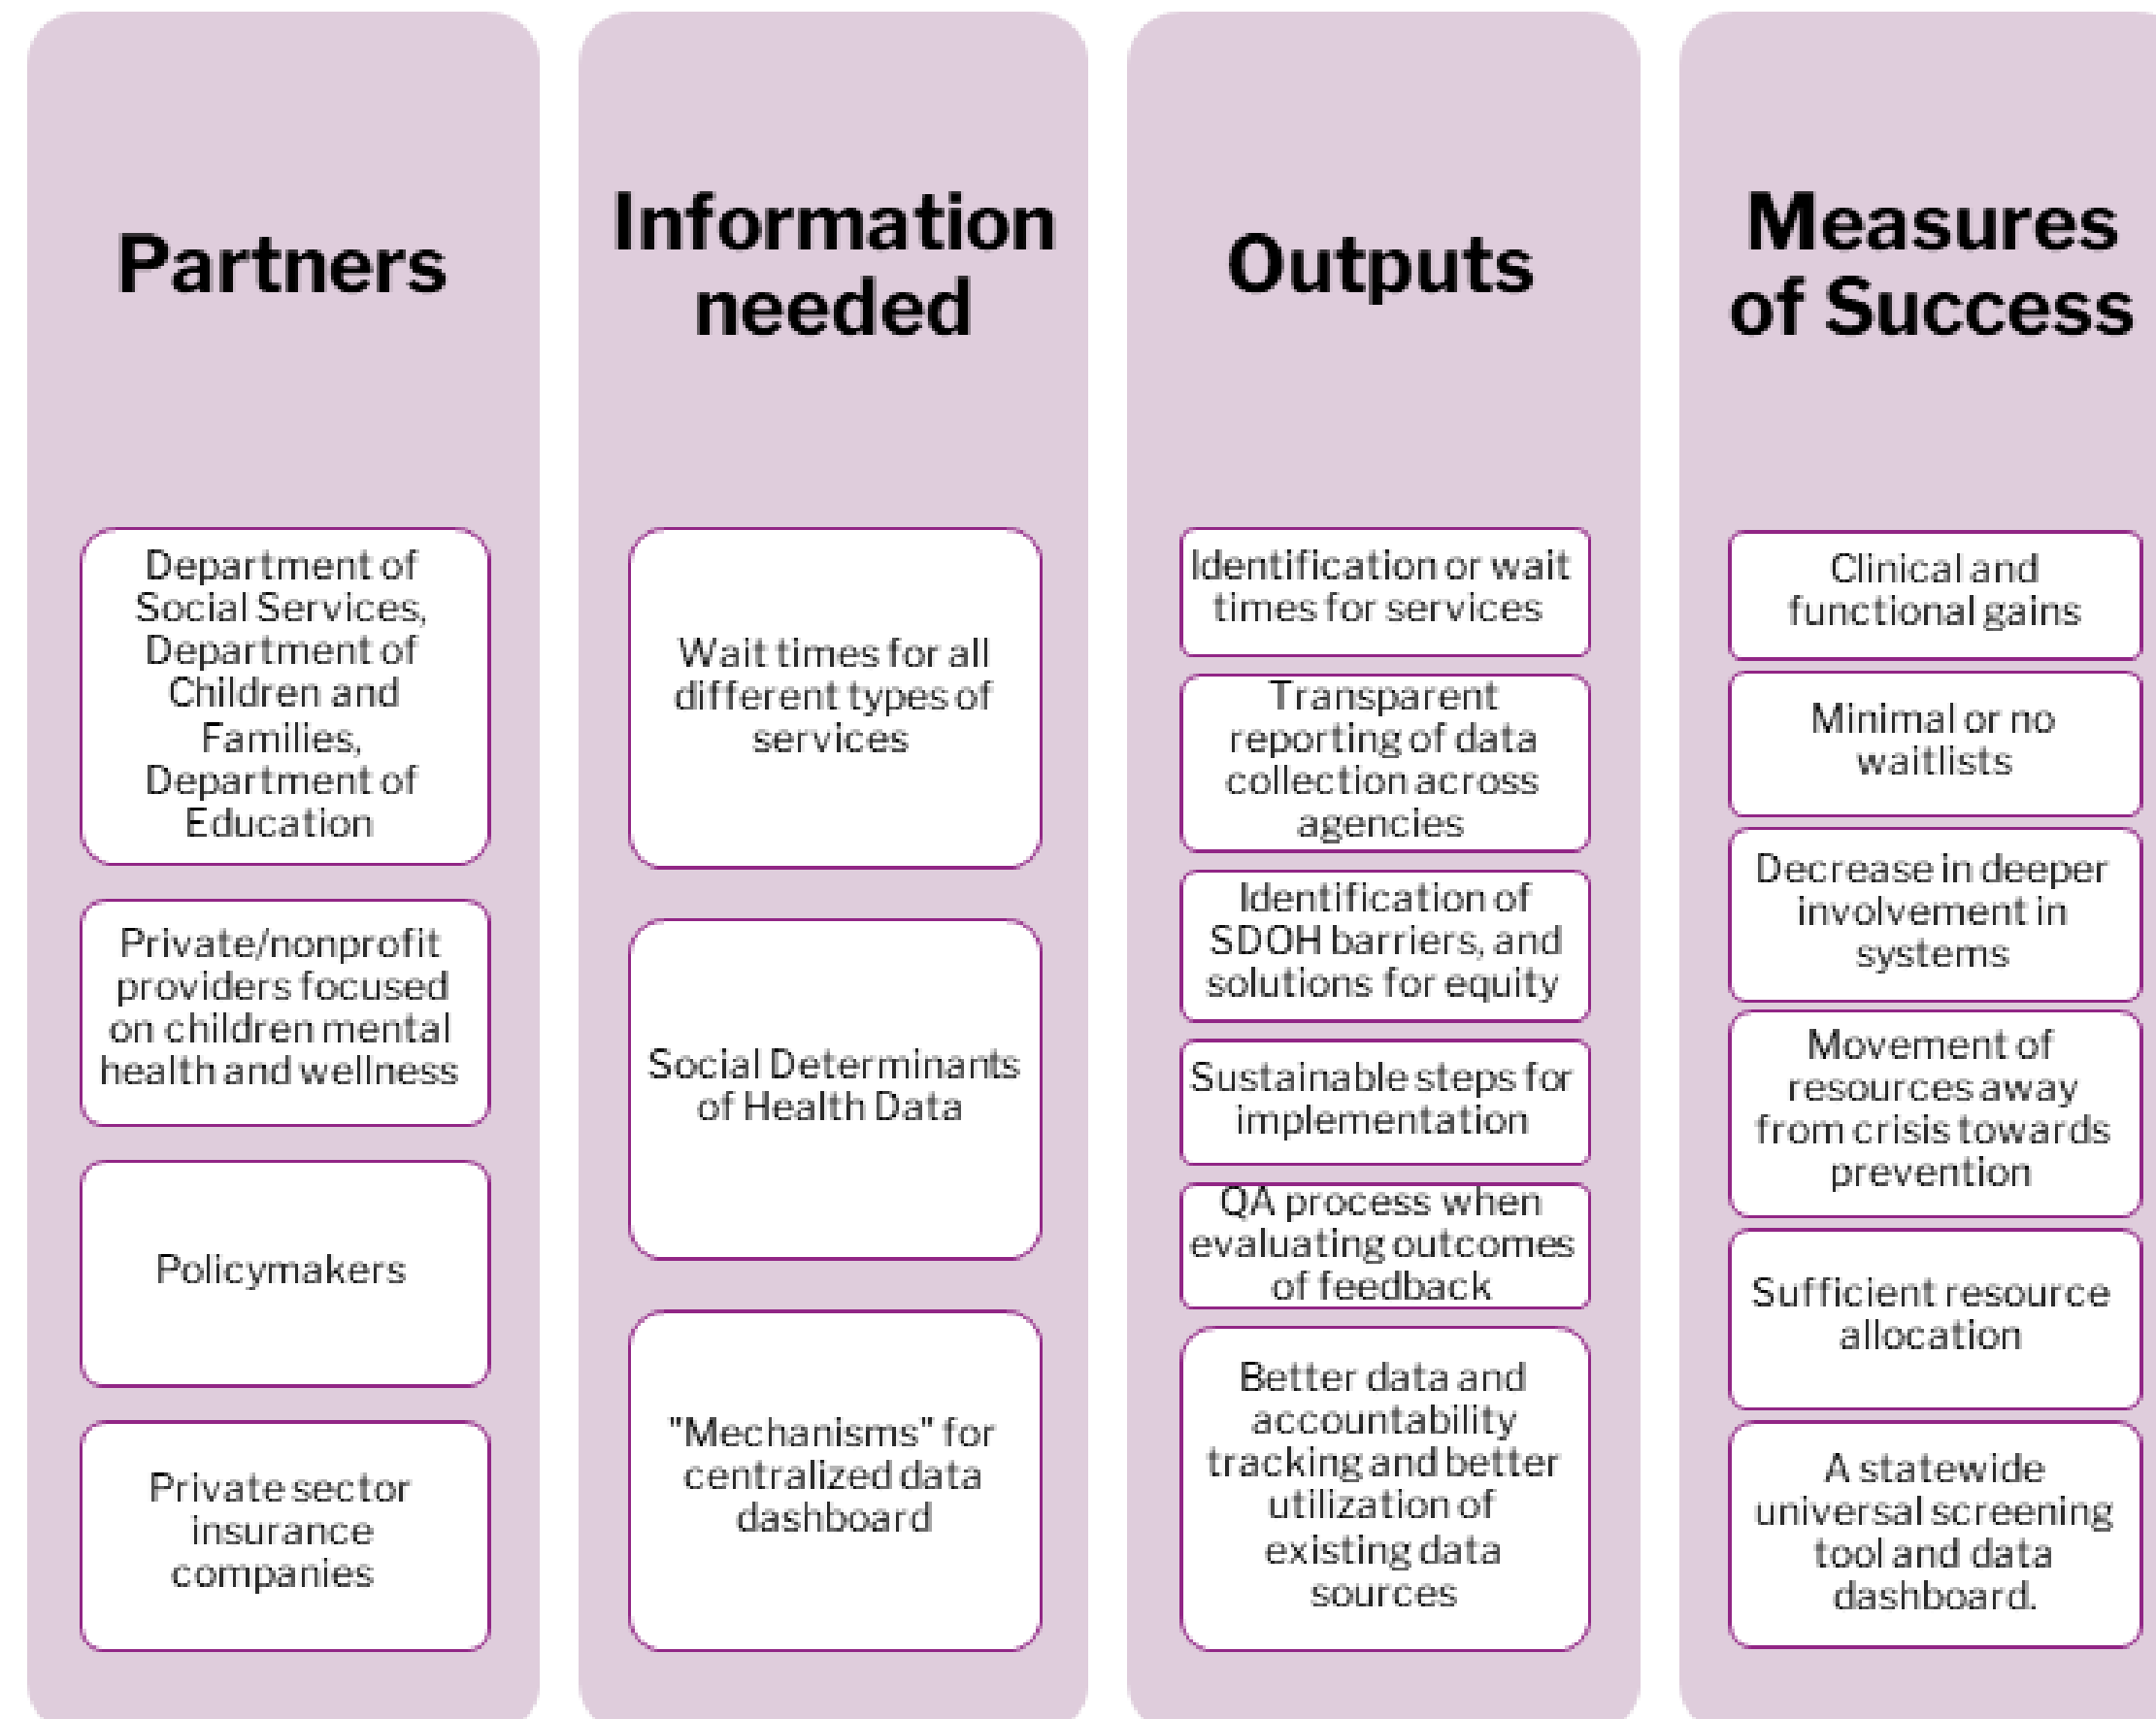 Partners
Department of
Social Services,
Department of
Children and
Families,
Department of
Education
Private/nonprofit
providers focused
on children mental
health and wellness
Policymakers
Private sector
insurance
companies
Information
needed
Wait times for all
different types of
services
Social Determinants
of Health Data
"Mechanisms" for
centralized data
dashboard
Outputs
Identification or wait
times for services
Transparent
reporting of data
collection across
agencies
Identification of
SDOH barriers, and
solutions for equity
Sustainable steps for
implementation
QA process when
evaluating outcomes
of feedback
Better data and
accountability
tracking and better
utilization of
existing data
sources
Measures
of Success
Clinical and
functional gains
Minimal or no
waitlists
Decrease in deeper
involvement in
systems
Movement of
resources away
from crisis towards
prevention
Sufficient resource
allocation
A statewide
universal screening
tool and data
dashboard.